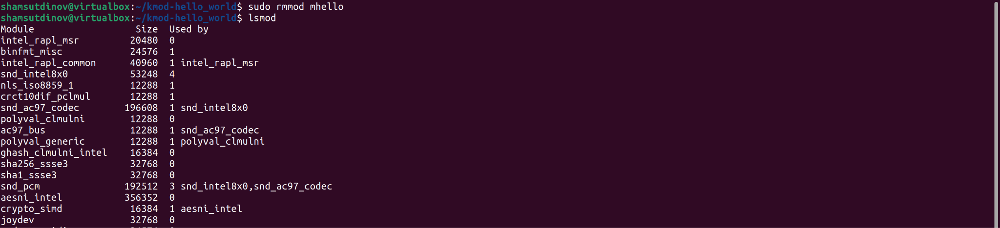 shamsutdinov@virtualbox:~/kmod-hello_world$ sudo rmmod mhello
shamsutdinov@virtualbox:~/kmod-hello_world$ lsmod
Module                  Size  Used by
intel_rapl_msr         20480  0
binfmt_misc            24576  1
intel_rapl_common      40960  1 intel_rapl_msr
snd_intel8x0           53248  4
nls_iso8859_1          12288  1
crct10dif_pclmul       12288  1
snd_ac97_codec        196608  1 snd_intel8x0
polyval_clmulni        12288  0
ac97_bus               12288  1 snd_ac97_codec
polyval_generic        12288  1 polyval_clmulni
ghash_clmulni_intel    16384  0
sha256_ssse3           32768  0
sha1_ssse3             32768  0
snd_pcm               192512  3 snd_intel8x0,snd_ac97_codec
aesni_intel           356352  0
crypto_simd            16384  1 aesni_intel
joydev                 32768  0